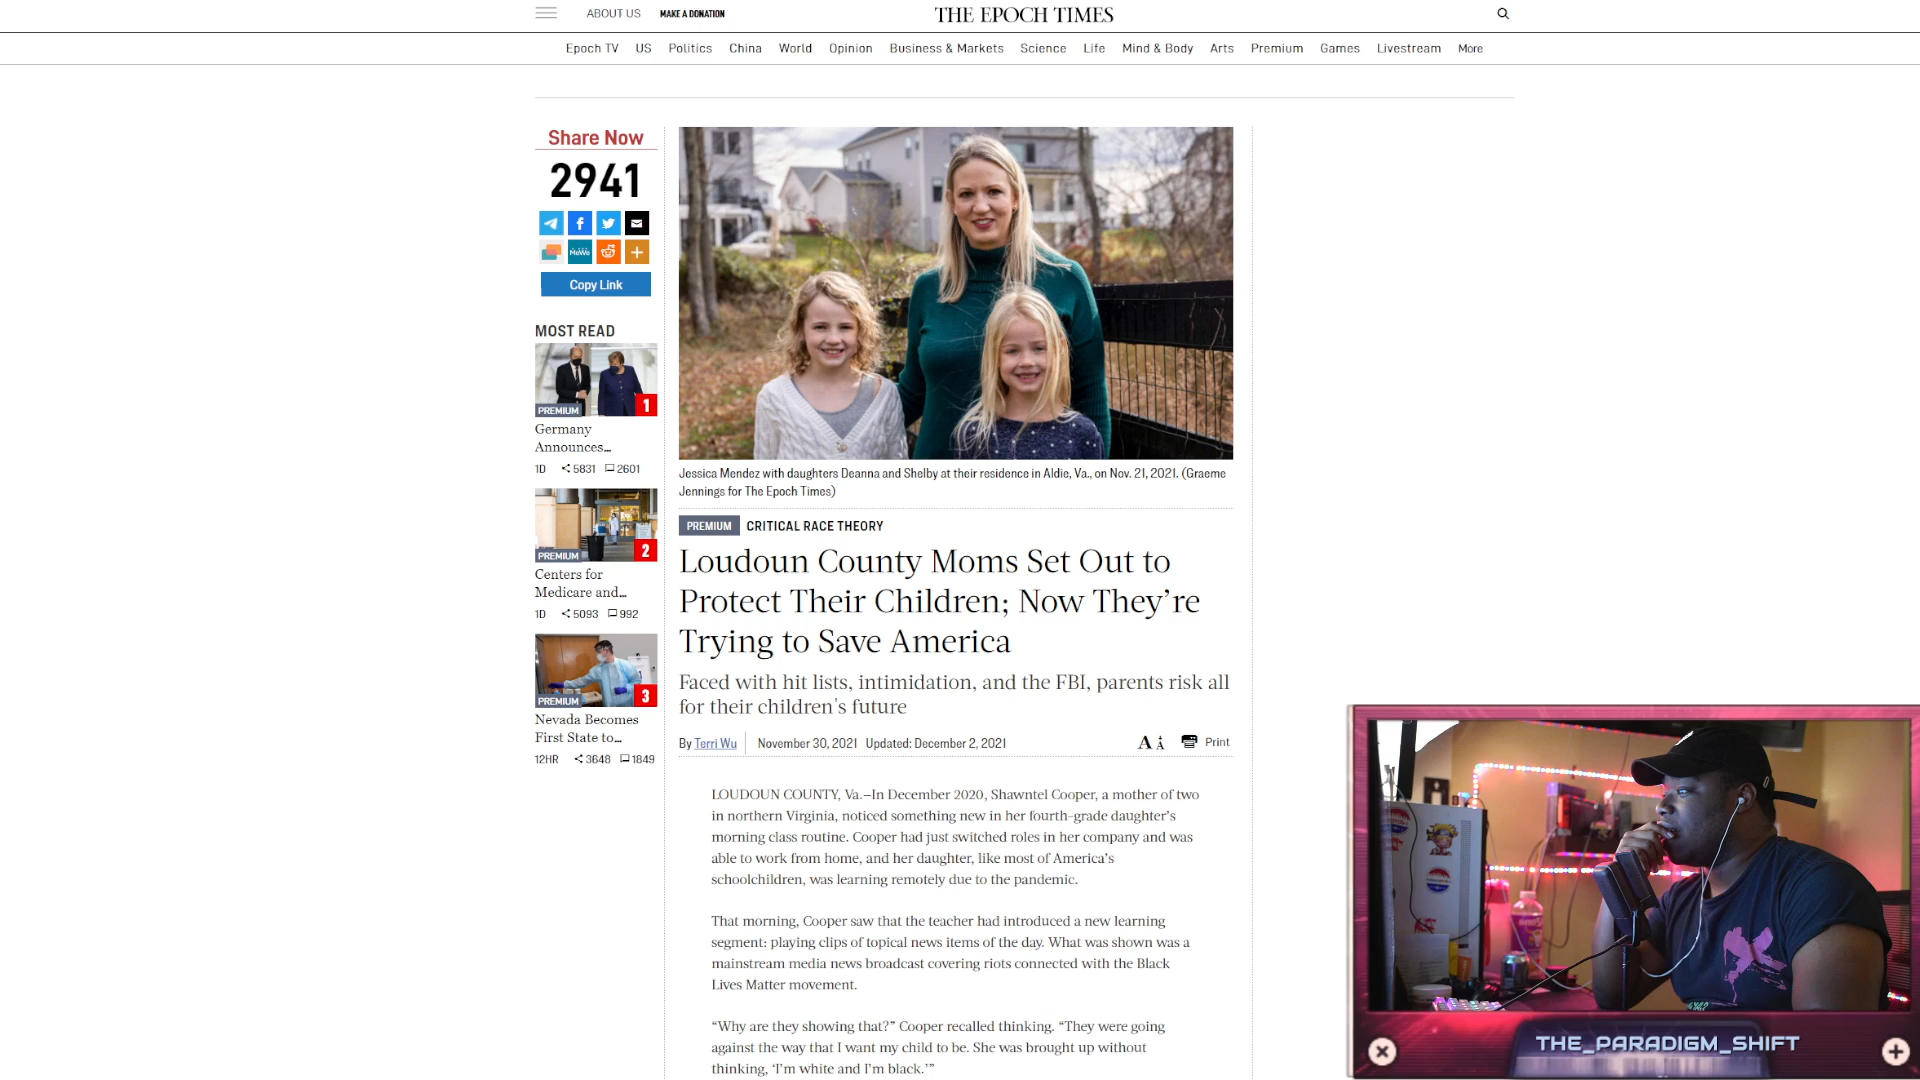 ABOUT US
MAKE A DONATION
THE EPOCH TIMES
Epoch TV US Politics China World Opinion Business & Markets Science Life Mind & Body Arts Premium Games Livestream More
Share Now
2941
MeWe
Copy Link
MOST READ
PREMIUM
1
Germany
Announces...
1D 5831 2601
PREMIUM
2
Centers for
Medicare and...
1D 5093 992
PREMIUM
3
Nevada Becomes
First State to...
12HR 3648 1849
Jessica Mendez with daughters Deanna and Shelby at their residence in Aldie, Va., on Nov. 21, 2021. (Graeme
Jennings for The Epoch Times)
PREMIUM CRITICAL RACE THEORY
Loudoun County Moms Set Out to
Protect Their Children; Now They’re
Trying to Save America
Faced with hit lists, intimidation, and the FBI, parents risk all
for their children's future
By Terri Wu November 30, 2021 Updated: December 2, 2021
A A Print
LOUDOUN COUNTY, Va.—In December 2020, Shawntel Cooper, a mother of two
in northern Virginia, noticed something new in her fourth-grade daughter’s
morning class routine. Cooper had just switched roles in her company and was
able to work from home, and her daughter, like most of America’s
schoolchildren, was learning remotely due to the pandemic.
That morning, Cooper saw that the teacher had introduced a new learning
segment: playing clips of topical news items of the day. What was shown was a
mainstream media news broadcast covering riots connected with the Black
Lives Matter movement.
“Why are they showing that?” Cooper recalled thinking. “They were going
against the way that I want my child to be. She was brought up without
thinking, ‘I’m white and I’m black.’”
THE_PARADIGM_SHIFT